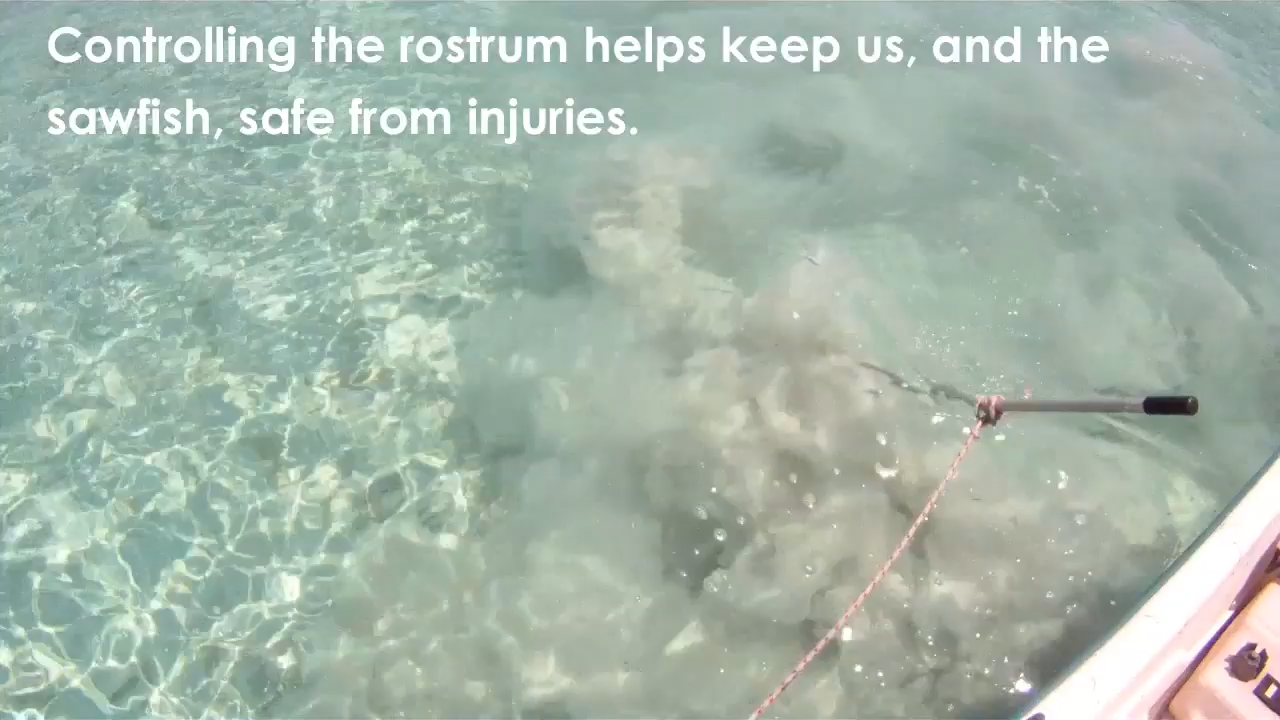 Controlling the rostrum helps keep us, and the
sawfish, safe from injuries.